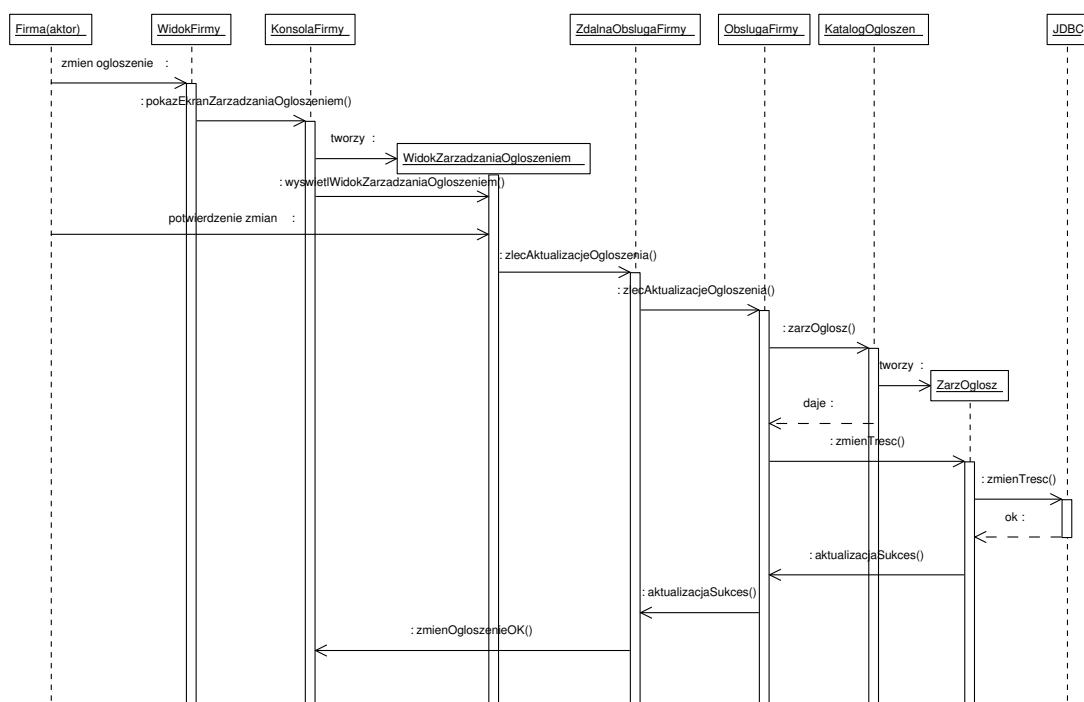 Firma(aktor)
WidokFirmy
KonsolaFirmy
ZdalnaObslugaFirmy
ObslugaFirmy
KatalogOgloszen
JDBC
zmien ogloszenie :
: pokazEkranZarzadzaniaOgloszeniem()
tworzy :
WidokZarzadzaniaOgloszeniem
: wyswietlWidokZarzadzaniaOgloszeniem()
potwierdzenie zmian :
: zlecAktualizacjeOgloszenia()
: zlecAktualizacjeOgloszenia()
: zarzOglosz()
tworzy :
ZarzOglosz
daje :
: zmienTresc()
: zmienTresc()
ok :
: aktualizacjaSukces()
: aktualizacjaSukces()
: zmienOgloszenieOK()